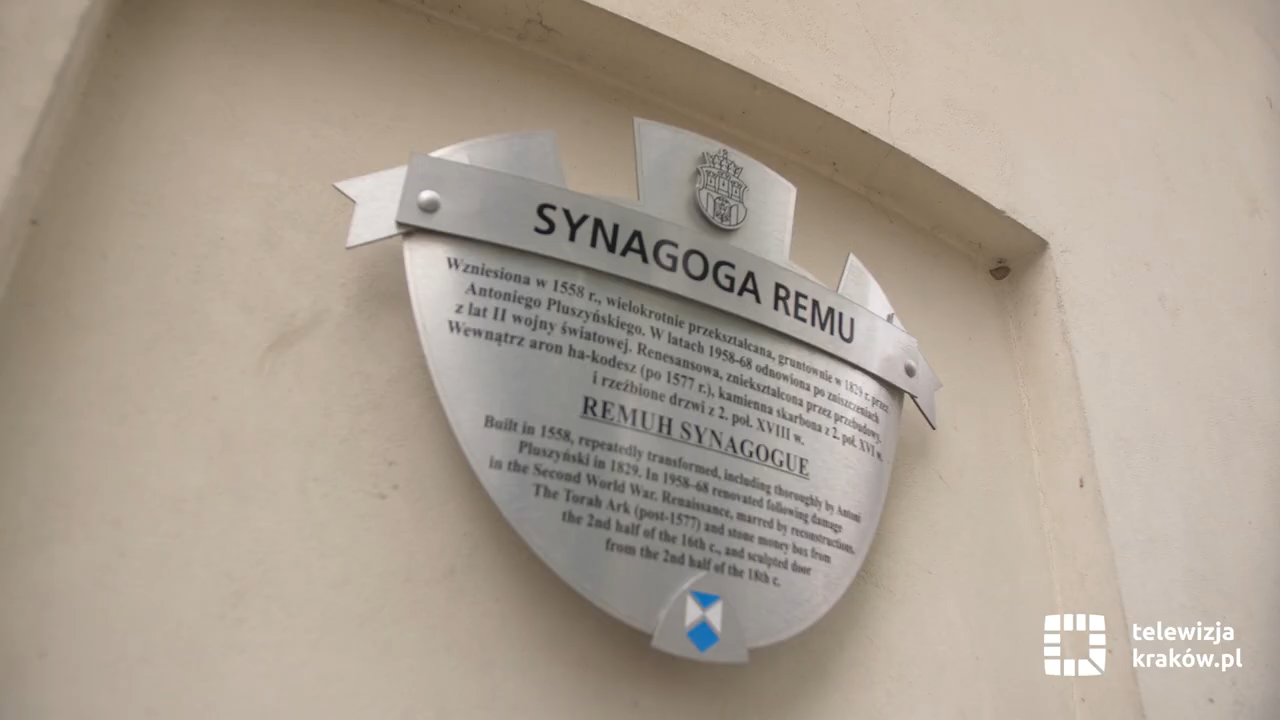 SYNAGOGA REMU
Wzniesiona w 1558 r., wielokrotnie przekształcana, gruntownie w 1829 r. przez
Antoniego Pluszyńskiego. W latach 1958-68 odnowiona po zniszczeniach
z lat II wojny światowej. Renesansowa, zniekształcona przez przebudowy.
Wewnątrz aron ha-kodesz (po 1577 r.), kamienna skarbona z 2. poł. XVI w.
i rzeźbione drzwi z 2. poł. XVIII w.
REMUH SYNAGOGUE
Built in 1558, repeatedly transformed, including thoroughly by Antoni
Pluszyński in 1829. In 1958-68 renovated following damage
in the Second World War. Renaissance, marred by reconstructions.
The Torah Ark (post-1577) and stone money box from
the 2nd half of the 16th c., and sculpted door
from the 2nd half of the 18th c.
telewizja
kraków.pl